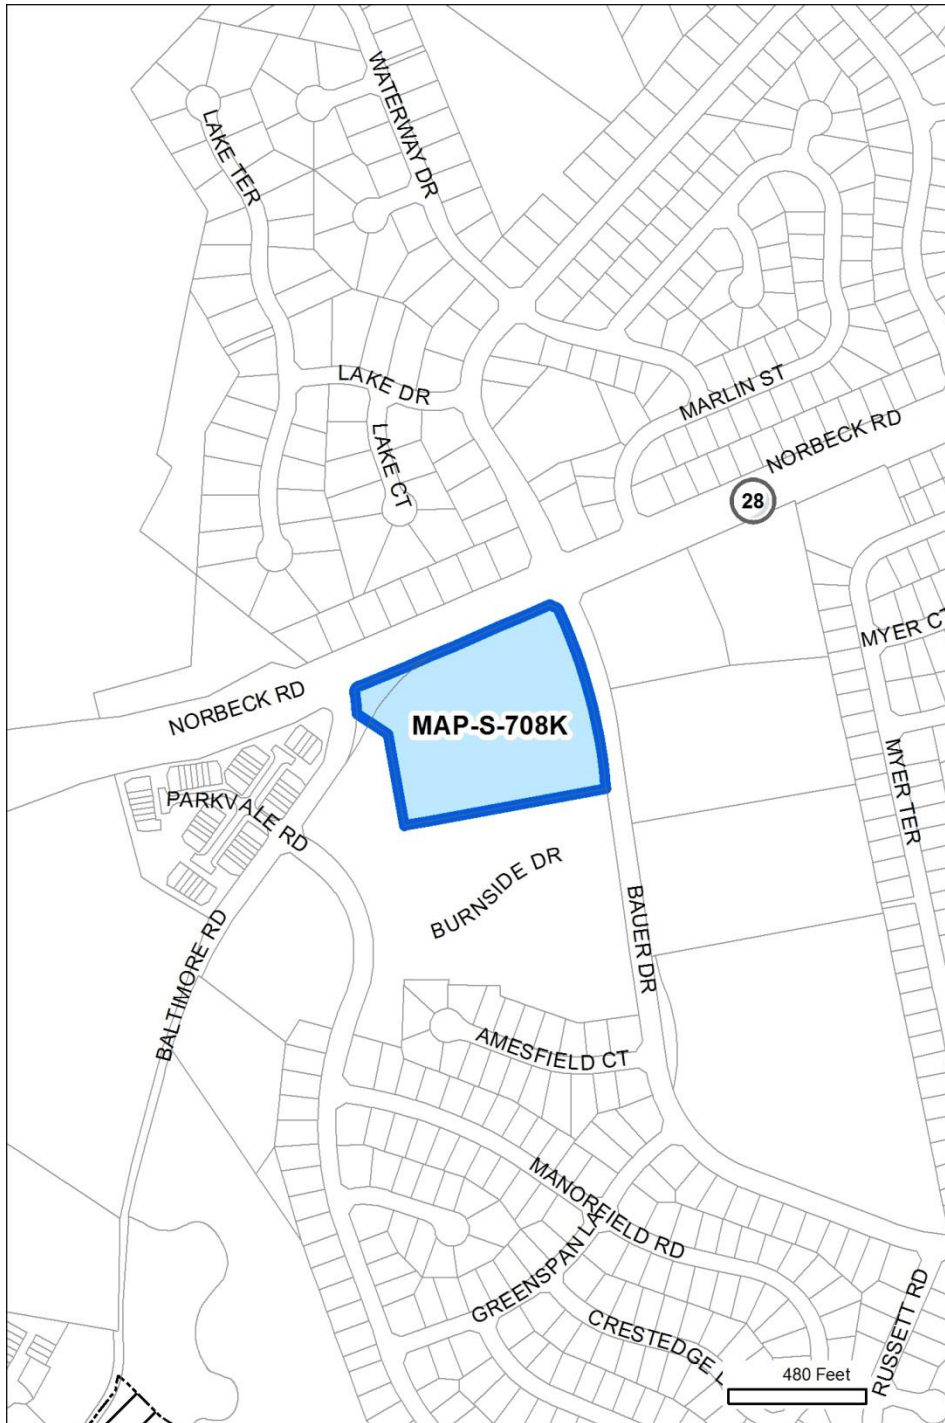 WATERWAY DR
LAKE TER
LAKE DR
MARLIN ST
LAKE CT
NORBECK RD
28
MYER CT
NORBECK RD
MAP-S-708K
MYER TER
PARKVALE RD
BURNSIDE DR
BAUER DR
BALTIMORE RD
AMESFIELD CT
MANORFIELD RD
GREENSPAN LA
CRESTEDGE L
RUSSETT RD
480 Feet